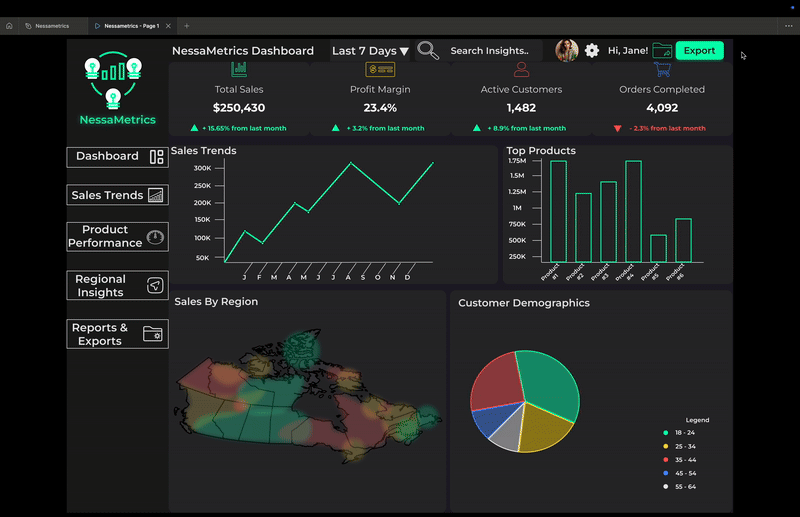 Nessametrics
Nessametrics - Page 1
NessaMetrics
NessaMetrics Dashboard
Last 7 Days ▼
Search Insights..
Hi, Jane!
Export
Total Sales
$250,430
+ 15.65% from last month
Profit Margin
23.4%
+ 3.2% from last month
Active Customers
1,482
+ 8.9% from last month
Orders Completed
4,092
- 2.3% from last month
Dashboard
Sales Trends
Product
Performance
Regional
Insights
Reports &
Exports
Sales Trends
300K
250K
200K
150K
100K
50K
J F M A M J J A S O N D
Top Products
1.75M
1.5M
1.25M
1M
750K
500K
250K
Product #1
Product #2
Product #3
Product #4
Product #5
Product #6
Sales By Region
Customer Demographics
Legend
18 - 24
25 - 34
35 - 44
45 - 54
55 - 64